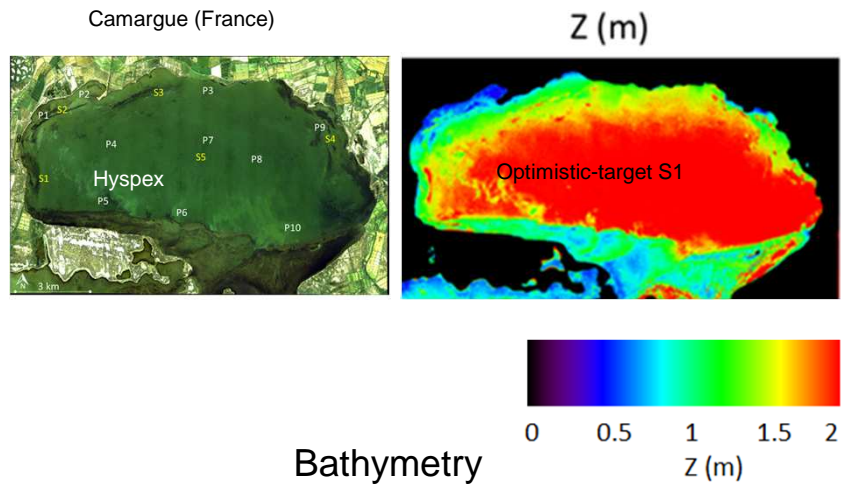 Camargue (France)
Z (m)
P2
P3
S3
P1
S2
P9
S4
P4
P7
S5
P8
Optimistic-target S1
S1
Hyspex
P5
P6
P10
N
3 km
0 0.5 1 1.5 2
Z (m)
Bathymetry